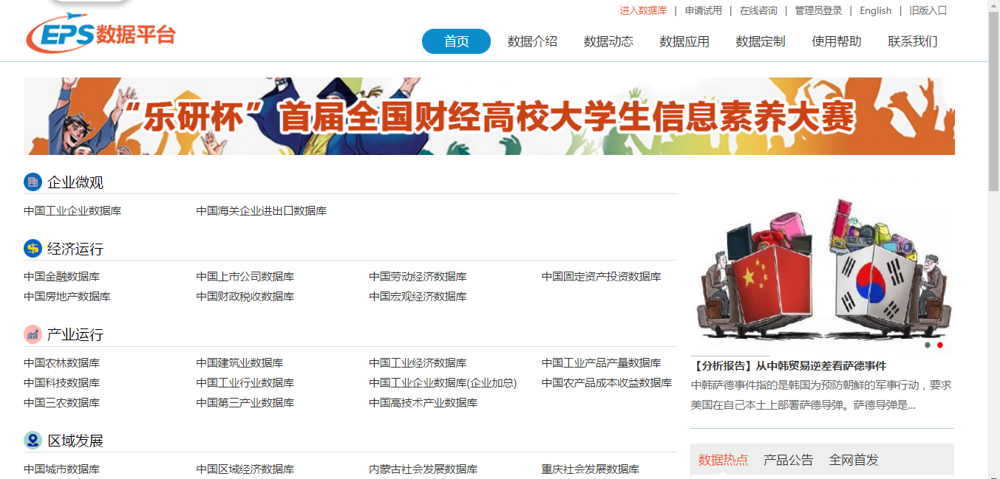 进入数据库 | 申请试用 | 在线咨询 | 管理员登录 | English | 旧版入口
EPS数据平台
首页 数据介绍 数据动态 数据应用 数据定制 使用帮助 联系我们
“乐研杯”首届全国财经高校大学生信息素养大赛
企业微观
中国工业企业数据库 中国海关企业进出口数据库
经济运行
中国金融数据库 中国上市公司数据库 中国劳动经济数据库 中国固定资产投资数据库
中国房地产数据库 中国财政税收数据库 中国宏观经济数据库
产业运行
中国农林数据库 中国建筑业数据库 中国工业经济数据库 中国工业产品产量数据库
中国科技数据库 中国工业行业数据库 中国工业企业数据库(企业加总) 中国农产品成本收益数据库
中国三农数据库 中国第三产业数据库 中国高技术产业数据库
区域发展
中国城市数据库 中国区域经济数据库 内蒙古社会发展数据库 重庆社会发展数据库
【分析报告】从中韩贸易逆差看萨德事件
中韩萨德事件指的是韩国为预防朝鲜的军事行动，要求
美国在自己本土上部署萨德导弹。萨德导弹是...
数据热点 产品公告 全网首发